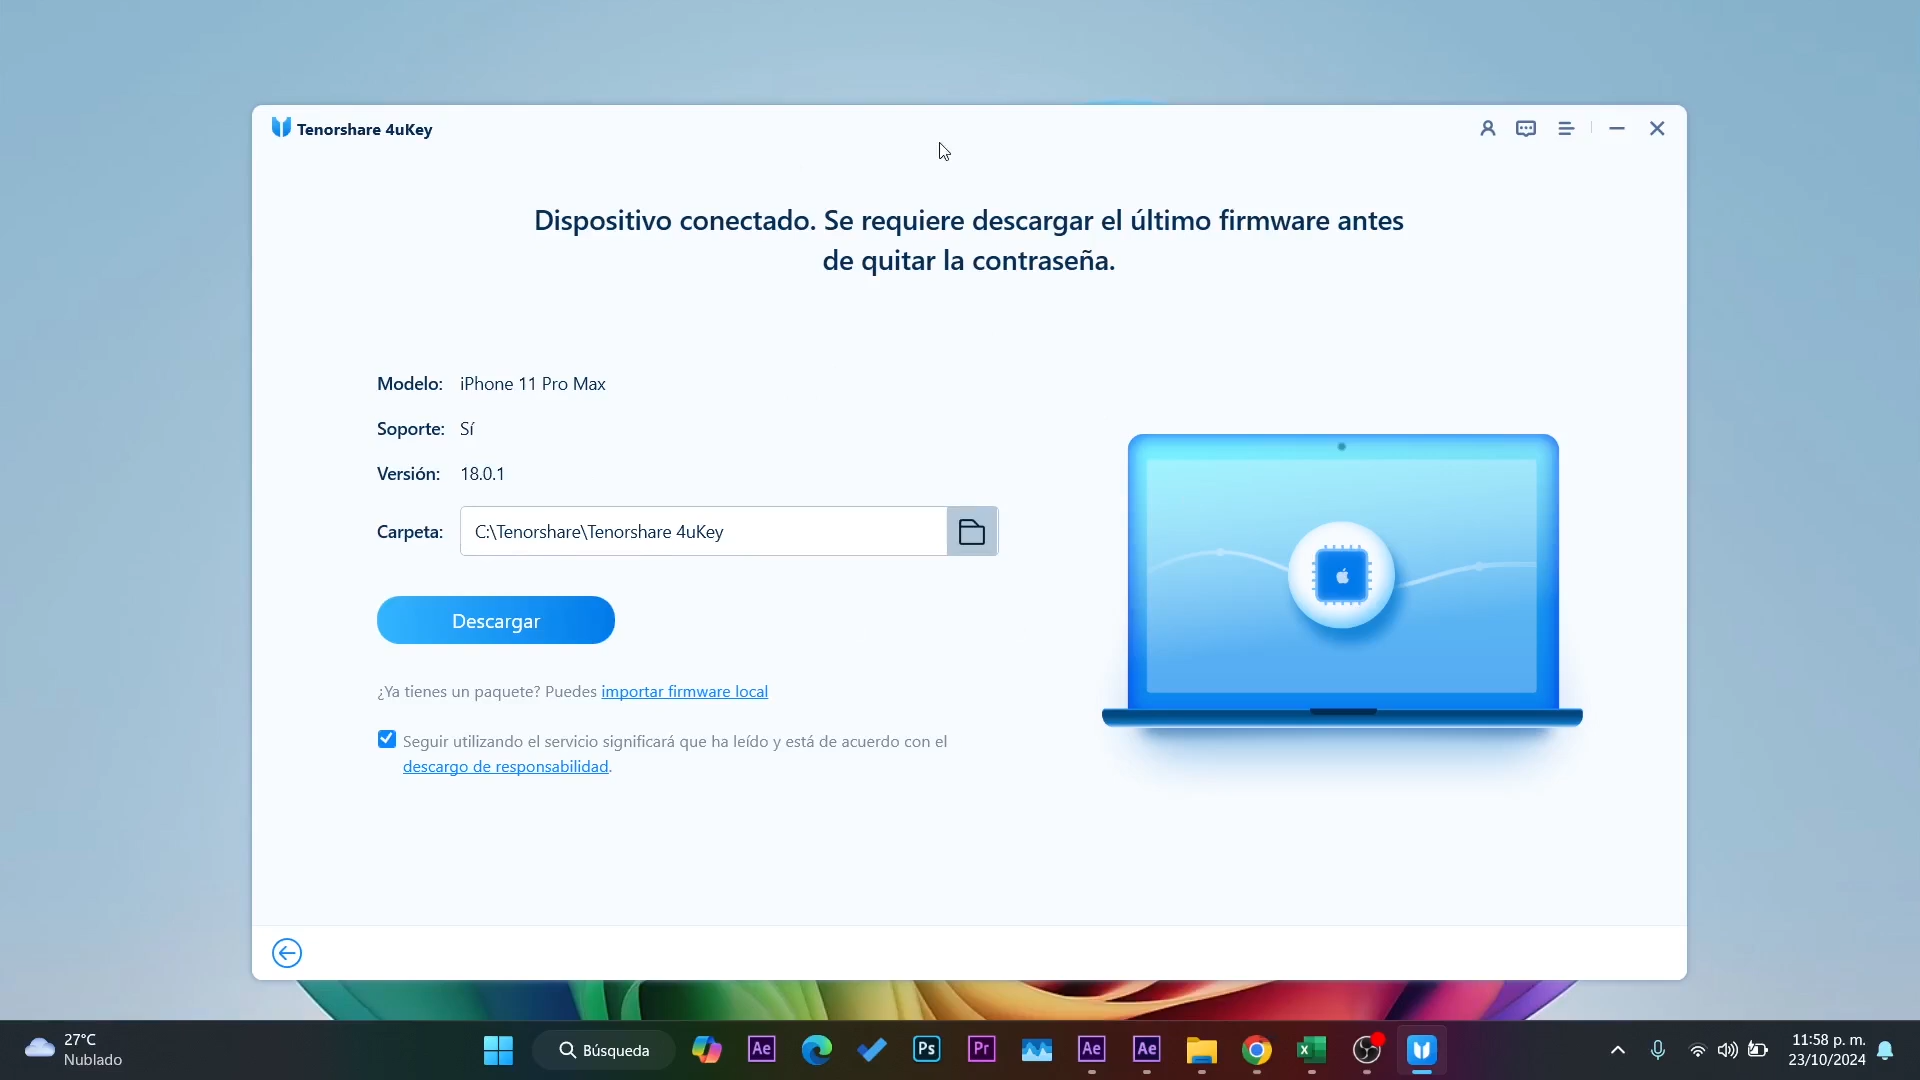 Tenorshare 4uKey
Dispositivo conectado. Se requiere descargar el último firmware antes
de quitar la contraseña.
Modelo: iPhone 11 Pro Max
Soporte: Sí
Versión: 18.0.1
Carpeta: C:\Tenorshare\Tenorshare 4uKey
Descargar
¿Ya tienes un paquete? Puedes importar firmware local
Seguir utilizando el servicio significará que ha leído y está de acuerdo con el
descargo de responsabilidad.
27°C
Nublado
Búsqueda
Ae
Ps
Pr
Ae
Ae
11:58 p. m.
23/10/2024